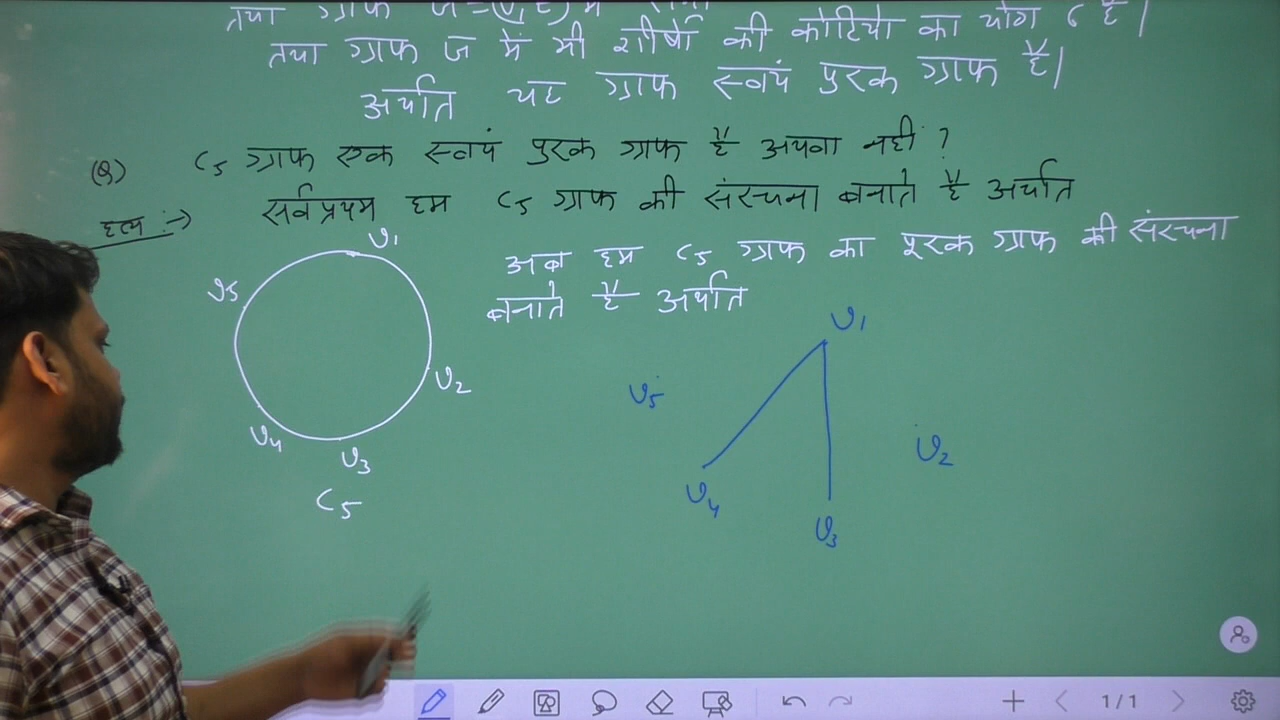 तथा ग्राफ
तथा ग्राफ ज में भी शीर्षो की कोटियो का योग ८ है|
अर्थात यह ग्राफ स्वयं पुरक ग्राफ है|
(Q) C5 ग्राफ एक स्वयं पुरक ग्राफ है अथवा नही ?
हल :→ सर्वप्रथम हम C5 ग्राफ की संरचना बनाते है अर्थात
अब हम C5 ग्राफ का पूरक ग्राफ की संरचना
बनाते है अर्थात
v1
v5
v2
v4
v3
C5
v1
v5
v2
v4
v3
1/1